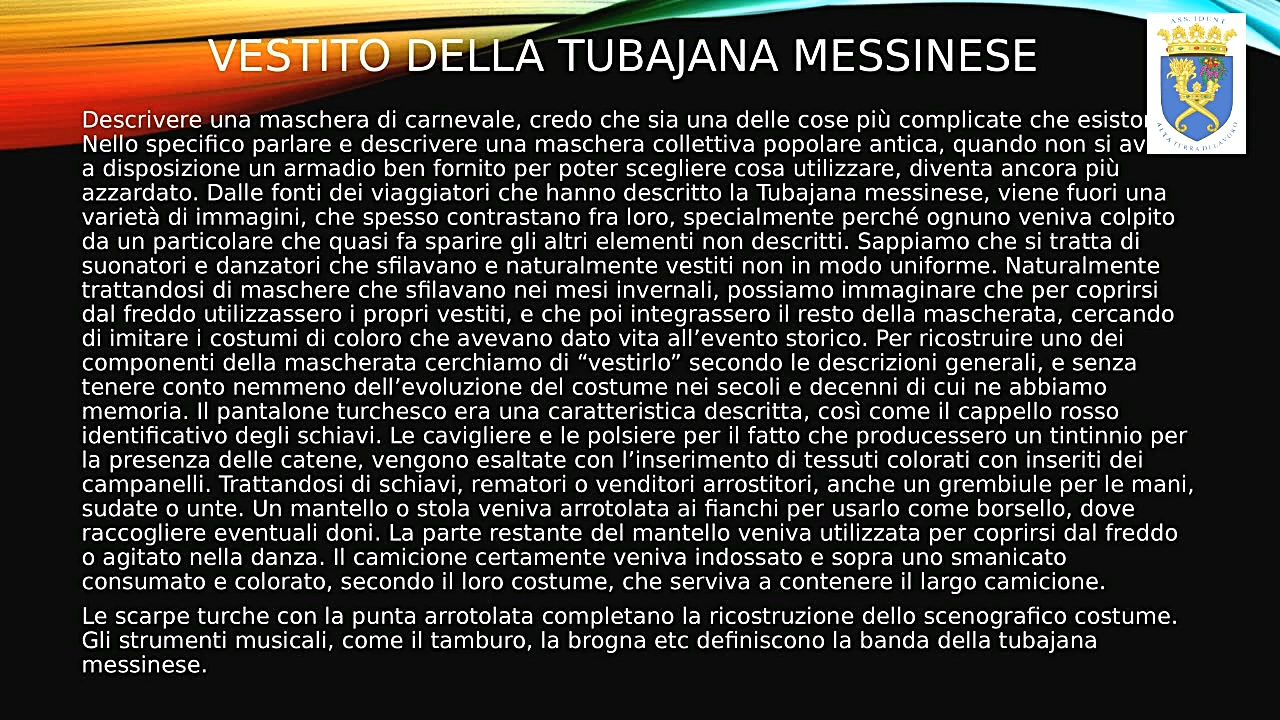 VESTITO DELLA TUBAJANA MESSINESE
ASS. IDENT
ALTA TERRA DI LAVORO
Descrivere una maschera di carnevale, credo che sia una delle cose più complicate che
Nello specifico parlare e descrivere una maschera collettiva popolare antica, quando non si
a disposizione un armadio ben fornito per poter scegliere cosa utilizzare, diventa ancora più
azzardato. Dalle fonti dei viaggiatori che hanno descritto la Tubajana messinese, viene fuori una
varietà di immagini, che spesso contrastano fra loro, specialmente perché ognuno veniva colpito
da un particolare che quasi fa sparire gli altri elementi non descritti. Sappiamo che si tratta di
suonatori e danzatori che sfilavano e naturalmente vestiti non in modo uniforme. Naturalmente
trattandosi di maschere che sfilavano nei mesi invernali, possiamo immaginare che per coprirsi
dal freddo utilizzassero i propri vestiti, e che poi integrassero il resto della mascherata, cercando
di imitare i costumi di coloro che avevano dato vita all’evento storico. Per ricostruire uno dei
componenti della mascherata cerchiamo di “vestirlo” secondo le descrizioni generali, e senza
tenere conto nemmeno dell’evoluzione del costume nei secoli e decenni di cui ne abbiamo
memoria. Il pantalone turchesco era una caratteristica descritta, così come il cappello rosso
identificativo degli schiavi. Le cavigliere e le polsiere per il fatto che producessero un tintinnio per
la presenza delle catene, vengono esaltate con l’inserimento di tessuti colorati con inseriti dei
campanelli. Trattandosi di schiavi, rematori o venditori arrostitori, anche un grembiule per le mani,
sudate o unte. Un mantello o stola veniva arrotolata ai fianchi per usarlo come borsello, dove
raccogliere eventuali doni. La parte restante del mantello veniva utilizzata per coprirsi dal freddo
o agitato nella danza. Il camicione certamente veniva indossato e sopra uno smanicato
consumato e colorato, secondo il loro costume, che serviva a contenere il largo camicione.
Le scarpe turche con la punta arrotolata completano la ricostruzione dello scenografico costume.
Gli strumenti musicali, come il tamburo, la brogna etc definiscono la banda della tubajana
messinese.